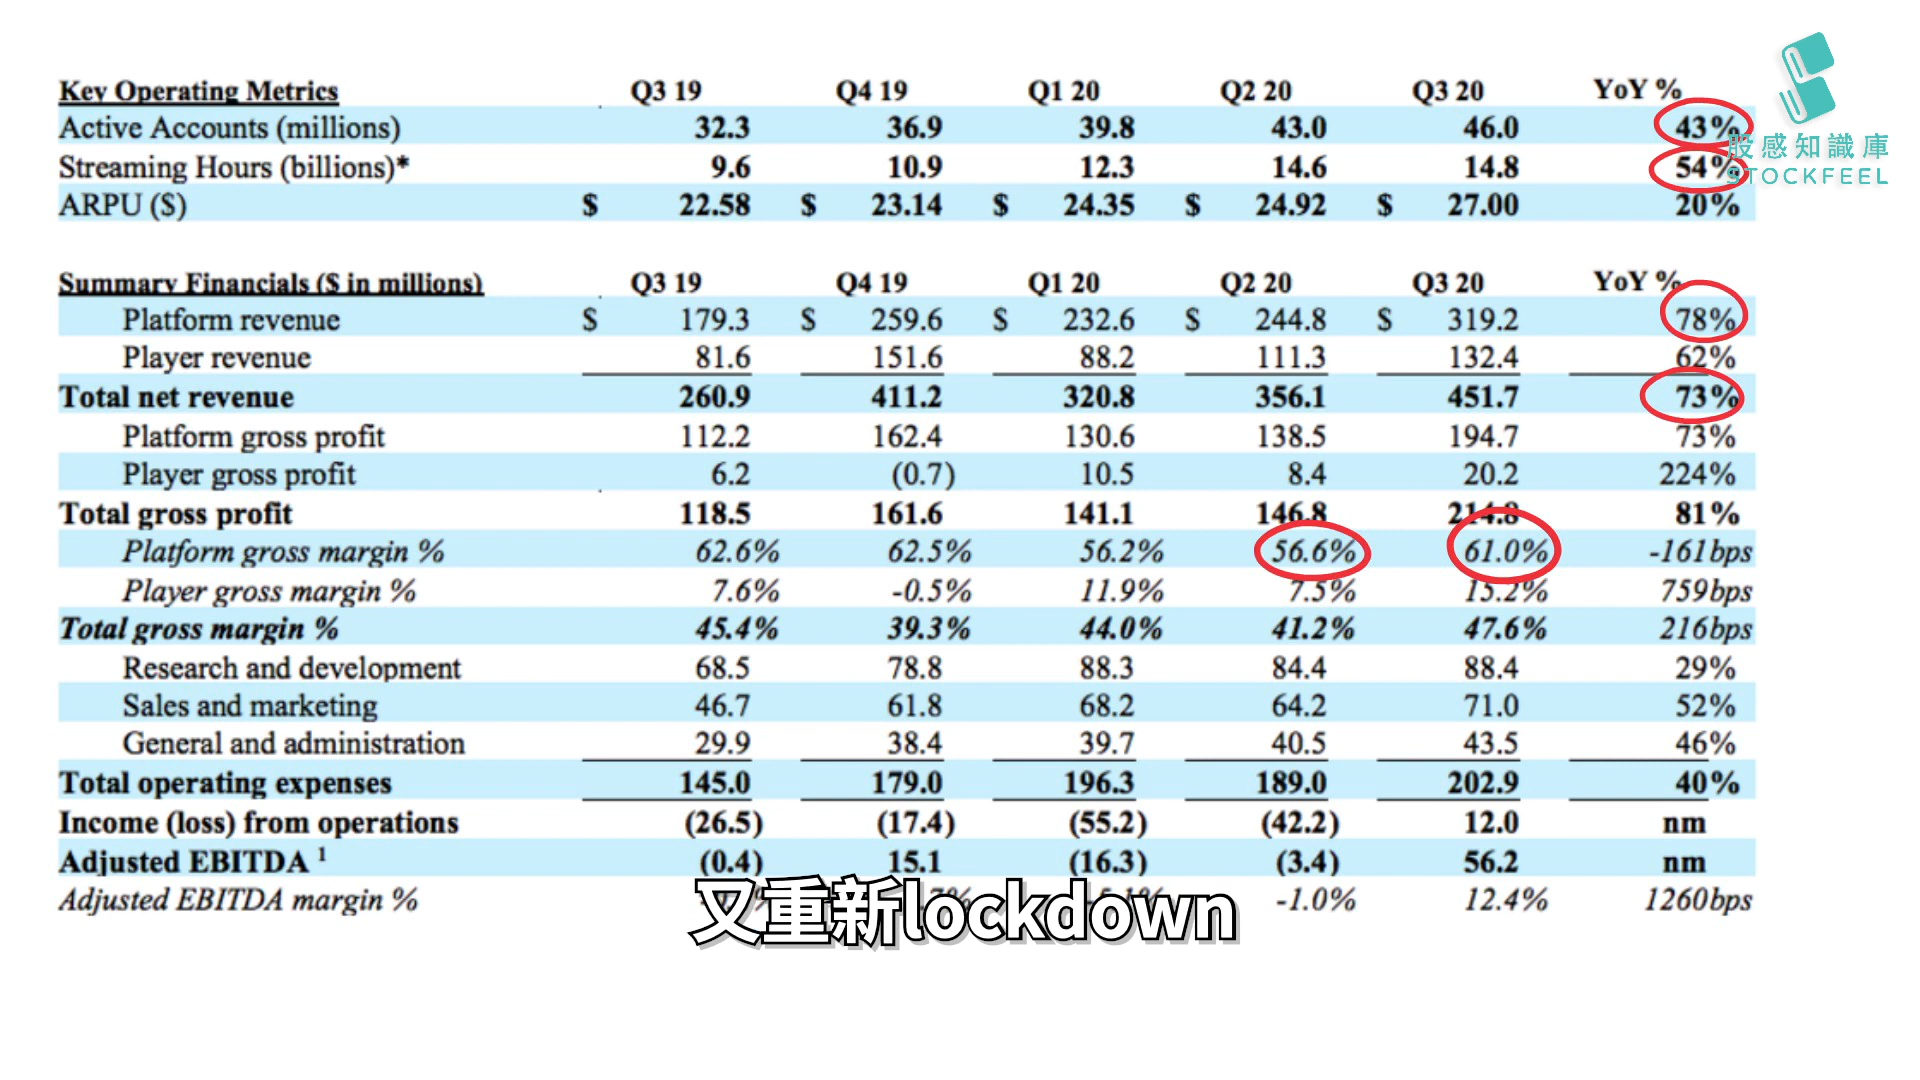 Key Operating Metrics Q3 19 Q4 19 Q1 20 Q2 20 Q3 20 YoY %
Active Accounts (millions) 32.3 36.9 39.8 43.0 46.0 43%
Streaming Hours (billions)* 9.6 10.9 12.3 14.6 14.8 54%
ARPU ($) $ 22.58 $ 23.14 $ 24.35 $ 24.92 $ 27.00 20%
股感知識庫
STOCKFEEL
Summary Financials ($ in millions) Q3 19 Q4 19 Q1 20 Q2 20 Q3 20 YoY %
Platform revenue $ 179.3 $ 259.6 $ 232.6 $ 244.8 $ 319.2 78%
Player revenue 81.6 151.6 88.2 111.3 132.4 62%
Total net revenue 260.9 411.2 320.8 356.1 451.7 73%
Platform gross profit 112.2 162.4 130.6 138.5 194.7 73%
Player gross profit 6.2 (0.7) 10.5 8.4 20.2 224%
Total gross profit 118.5 161.6 141.1 146.8 214.8 81%
Platform gross margin % 62.6% 62.5% 56.2% 56.6% 61.0% -161bps
Player gross margin % 7.6% -0.5% 11.9% 7.5% 15.2% 759bps
Total gross margin % 45.4% 39.3% 44.0% 41.2% 47.6% 216bps
Research and development 68.5 78.8 88.3 84.4 88.4 29%
Sales and marketing 46.7 61.8 68.2 64.2 71.0 52%
General and administration 29.9 38.4 39.7 40.5 43.5 46%
Total operating expenses 145.0 179.0 196.3 189.0 202.9 40%
Income (loss) from operations (26.5) (17.4) (55.2) (42.2) 12.0 nm
Adjusted EBITDA 1 (0.4) 15.1 (16.3) (3.4) 56.2 nm
Adjusted EBITDA margin % -1.0% 12.4% 1260bps
又重新lockdown